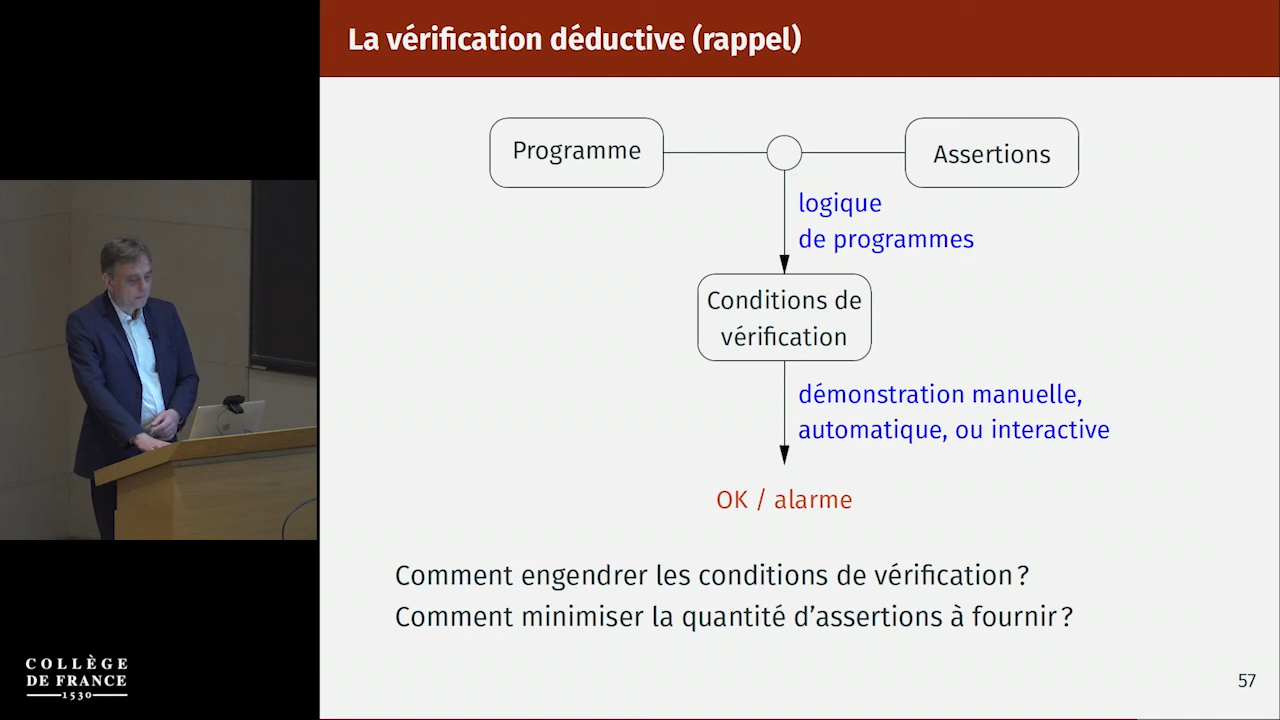 La vérification déductive (rappel)
Programme
Assertions
logique
de programmes
Conditions de
vérification
démonstration manuelle,
automatique, ou interactive
OK / alarme
Comment engendrer les conditions de vérification ?
Comment minimiser la quantité d’assertions à fournir ?
COLLÈGE
DE FRANCE
1530
57